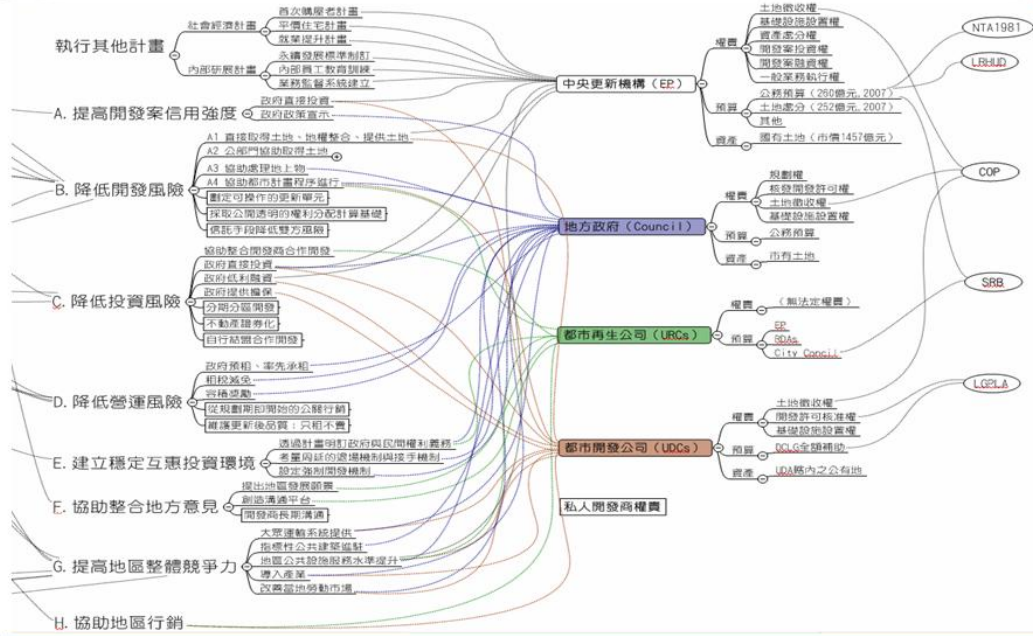 執行其他計畫
社會經濟計畫
首次購屋者計畫
平價住宅計畫
就業提升計畫
內部研展計畫
永續發展標準制訂
內部員工教育訓練
業務監督系統建立
A. 提高開發案信用強度
政府直接投資
政府政策宣示
B. 降低開發風險
A1 直接取得土地、地權整合、提供土地
A2 公部門協助取得土地
A3 協助處理地上物
A4 協助都市計畫程序進行
劃定可操作的更新單元
採取公開透明的權利分配計算基礎
信託手段降低雙方風險
C. 降低投資風險
協助整合開發商合作開發
政府直接投資
政府低利融資
政府提供擔保
分期分區開發
不動產證券化
自行結盟合作開發
D. 降低營運風險
政府預租、率先承租
租稅減免
容積獎勵
從規劃期即開始的公關行銷
維護更新後品質：只租不賣
E. 建立穩定互惠投資環境
透過計畫明訂政府與民間權利義務
考量周延的退場機制與接手機制
設定強制開發機制
F. 協助整合地方意見
提出地區發展願景
創造溝通平台
開發商長期溝通
G. 提高地區整體競爭力
大眾運輸系統提供
指標性公共建築進駐
地區公共設施服務水準提升
導入產業
改善當地勞動市場
H. 協助地區行銷
中央更新機構（EP）
權責
土地徵收權
基礎設施設置權
資產處分權
開發案投資權
開發案融資權
一般業務執行權
預算
公務預算（260億元, 2007）
土地處分（252億元, 2007）
其他
資產
國有土地（市價1457億元）
地方政府（Council）
權責
規劃權
核發開發許可權
土地徵收權
基礎設施設置權
預算
公務預算
資產
市有土地
都市再生公司（URCs）
權責
（無法定權責）
預算
EP
RDAs
City Concil
都市開發公司（UDCs）
權責
土地徵收權
開發許可核准權
基礎設施設置權
預算
DCLG全額補助
資產
UDA轄內之公有地
私人開發商權責
NTA1981
LRHUD
COP
SRB
LGPLA